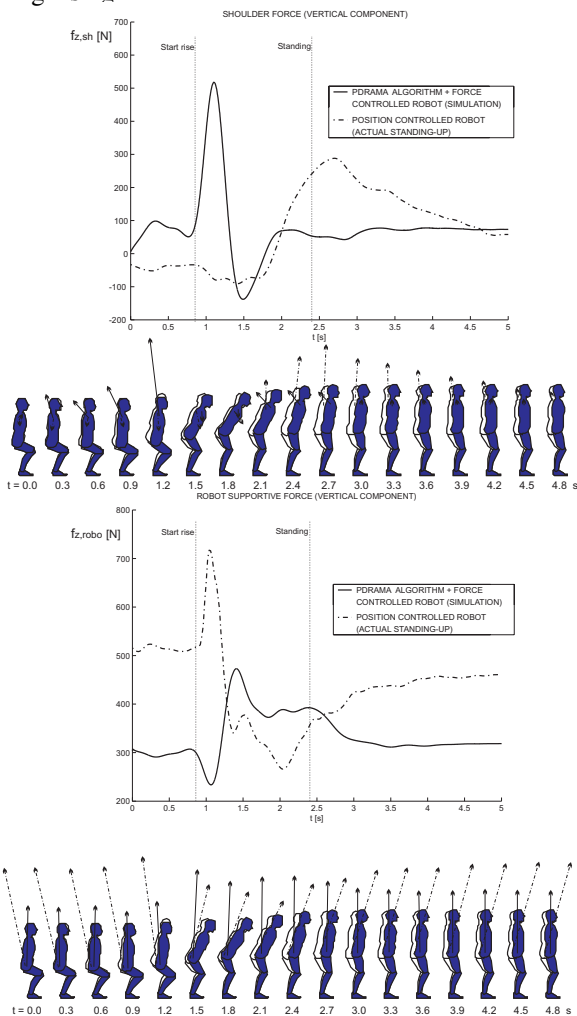 SHOULDER FORCE (VERTICAL COMPONENT)
700
fz,sh [N]
Start rise
Standing
600
500
PDRAMA ALGORITHM + FORCE
CONTROLLED ROBOT (SIMULATION)
POSITION CONTROLLED ROBOT
(ACTUAL STANDING-UP)
400
300
200
100
0
-100
-200
0 0.5 1 1.5 2 2.5 3 3.5 4 4.5 5
t [s]
t = 0.0 0.3 0.6 0.9 1.2 1.5 1.8 2.1 2.4 2.7 3.0 3.3 3.6 3.9 4.2 4.5 4.8 s
ROBOT SUPPORTIVE FORCE (VERTICAL COMPONENT)
800
fz,robo [N]
Start rise
Standing
700
PDRAMA ALGORITHM + FORCE
CONTROLLED ROBOT (SIMULATION)
POSITION CONTROLLED ROBOT
(ACTUAL STANDING-UP)
600
500
400
300
200
0 0.5 1 1.5 2 2.5 3 3.5 4 4.5 5
t [s]
t = 0.0 0.3 0.6 0.9 1.2 1.5 1.8 2.1 2.4 2.7 3.0 3.3 3.6 3.9 4.2 4.5 4.8 s